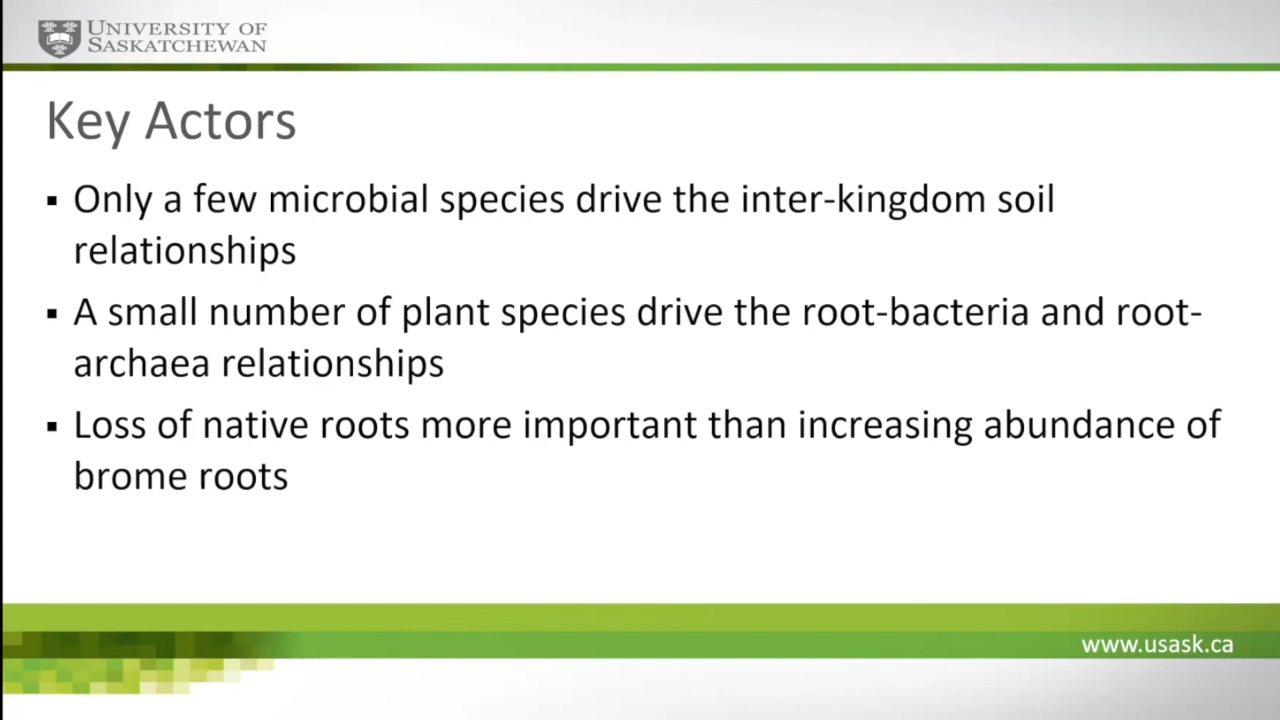 UNIVERSITY OF
SASKATCHEWAN
Key Actors
▪ Only a few microbial species drive the inter-kingdom soil
relationships
▪ A small number of plant species drive the root-bacteria and root-
archaea relationships
▪ Loss of native roots more important than increasing abundance of
brome roots
www.usask.ca